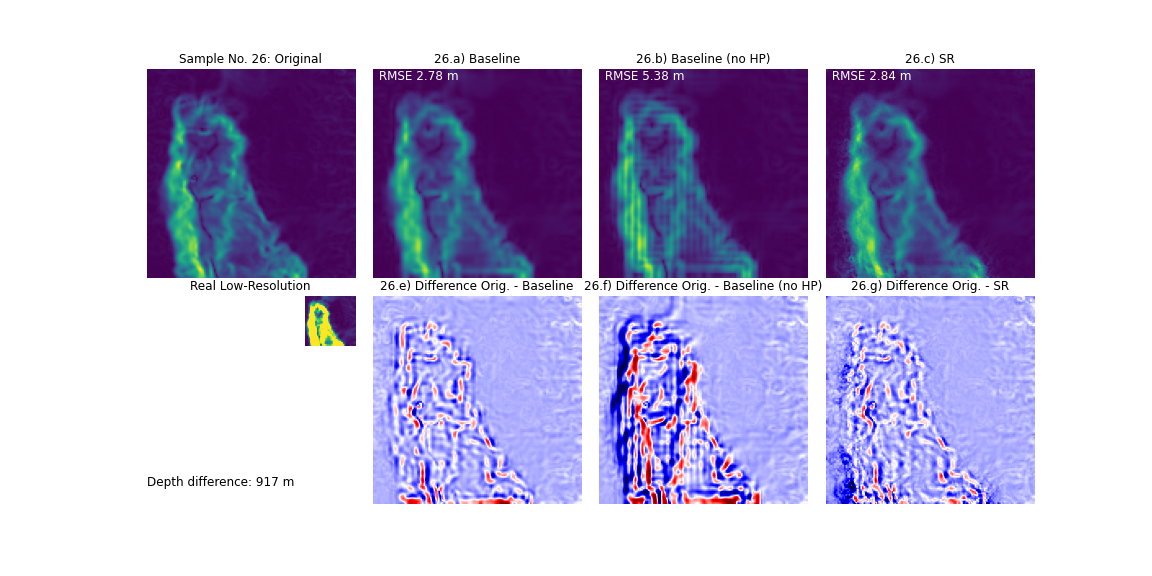 Sample No. 26: Original
26.a) Baseline
26.b) Baseline (no HP)
26.c) SR
RMSE 2.78 m
RMSE 5.38 m
RMSE 2.84 m
Real Low-Resolution
26.e) Difference Orig. - Baseline
26.f) Difference Orig. - Baseline (no HP)
26.g) Difference Orig. - SR
Depth difference: 917 m